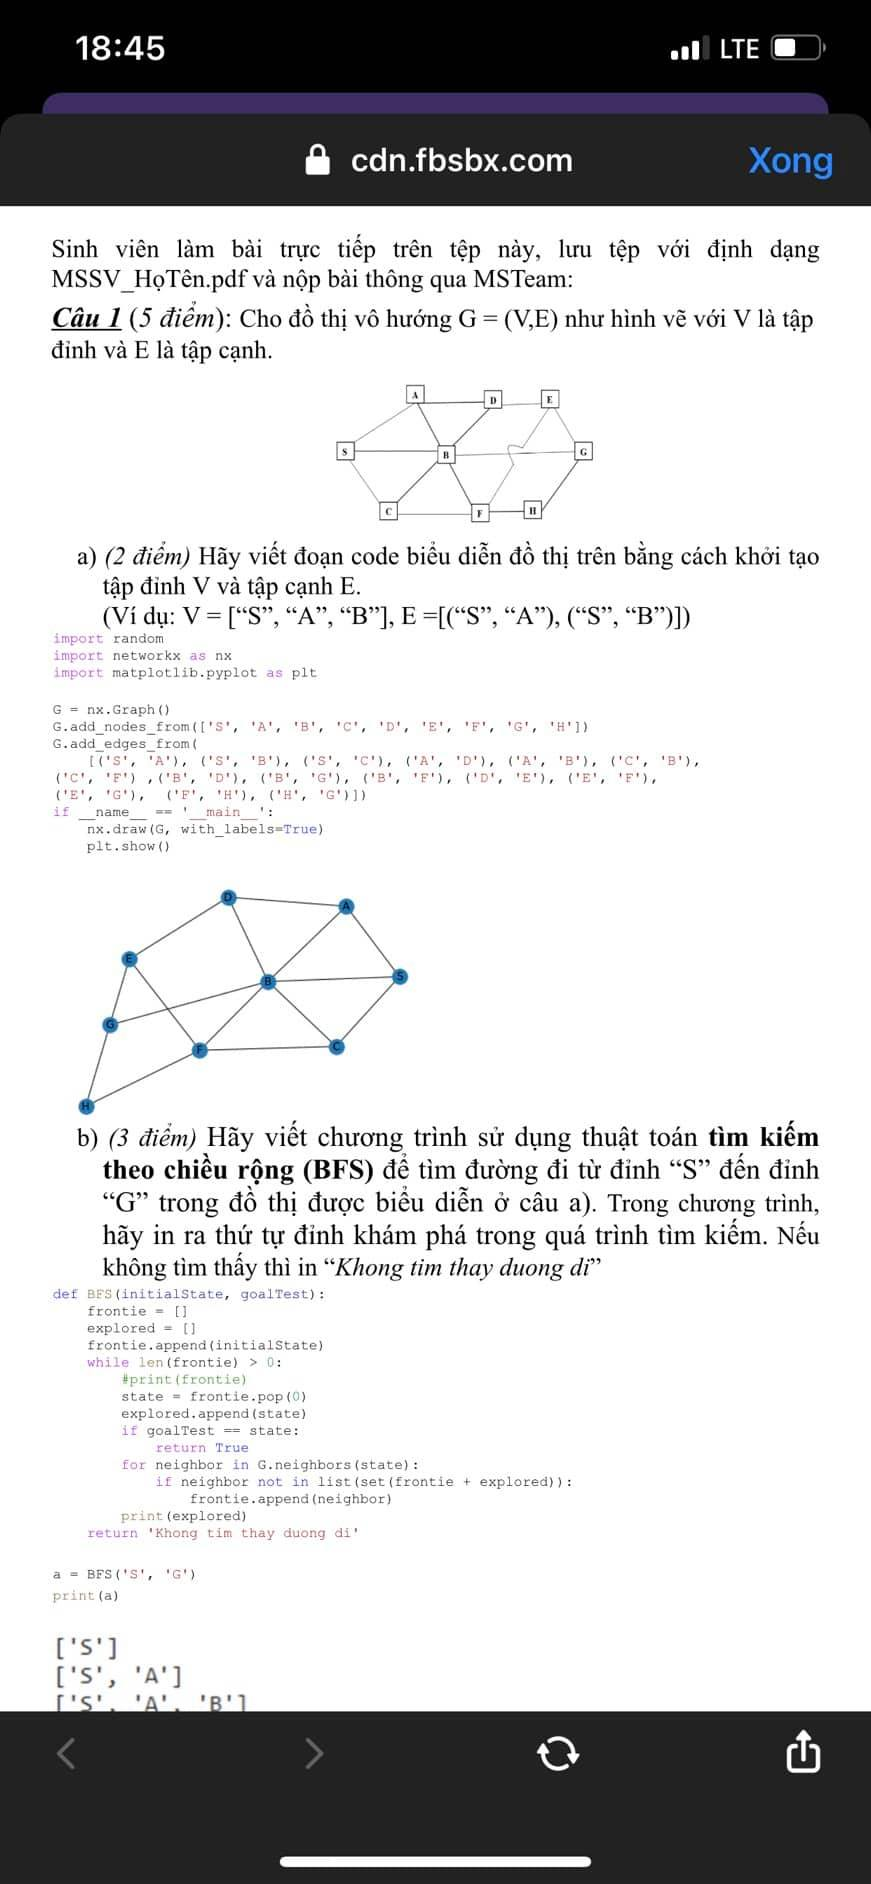 18:45
LTE
cdn.fbsbx.com
Xong
Sinh viên làm bài trực tiếp trên tệp này, lưu tệp với định dạng
MSSV_HọTên.pdf và nộp bài thông qua MSTeam:
Câu 1 (5 điểm): Cho đồ thị vô hướng G = (V,E) như hình vẽ với V là tập
đỉnh và E là tập cạnh.
A
D
E
S
B
G
C
F
H
a) (2 điểm) Hãy viết đoạn code biểu diễn đồ thị trên bằng cách khởi tạo
tập đỉnh V và tập cạnh E.
(Ví dụ: V = [“S”, “A”, “B”], E =[(“S”, “A”), (“S”, “B”)])
import random
import networkx as nx
import matplotlib.pyplot as plt
G = nx.Graph()
G.add_nodes_from(['S', 'A', 'B', 'C', 'D', 'E', 'F', 'G', 'H'])
G.add_edges_from(
[('S', 'A'), ('S', 'B'), ('S', 'C'), ('A', 'D'), ('A', 'B'), ('C', 'B'),
('C', 'F') ,('B', 'D'), ('B', 'G'), ('B', 'F'), ('D', 'E'), ('E', 'F'),
('E', 'G'), ('F', 'H'), ('H', 'G')])
if __name__ == '__main__':
nx.draw(G, with_labels=True)
plt.show()
D
A
E
B
S
G
F
C
H
b) (3 điểm) Hãy viết chương trình sử dụng thuật toán tìm kiếm
theo chiều rộng (BFS) để tìm đường đi từ đỉnh “S” đến đỉnh
“G” trong đồ thị được biểu diễn ở câu a). Trong chương trình,
hãy in ra thứ tự đỉnh khám phá trong quá trình tìm kiếm. Nếu
không tìm thấy thì in “Khong tim thay duong di”
def BFS(initialState, goalTest):
frontie = []
explored = []
frontie.append(initialState)
while len(frontie) > 0:
#print(frontie)
state = frontie.pop(0)
explored.append(state)
if goalTest == state:
return True
for neighbor in G.neighbors(state):
if neighbor not in list(set(frontie + explored)):
frontie.append(neighbor)
print(explored)
return 'Khong tim thay duong di'
a = BFS('S', 'G')
print(a)
['S']
['S', 'A']
['S', 'A', 'B']